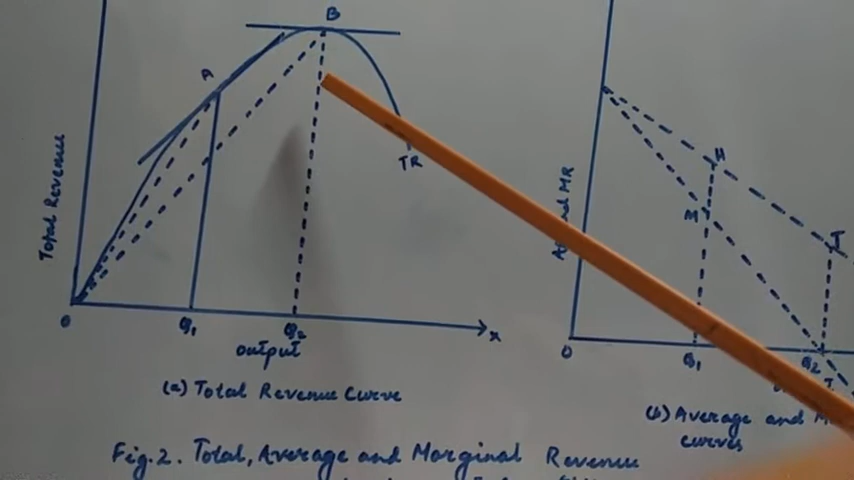 B
A
Total Revenue
TR
O
Q1
Q2
x
output
(a) Total Revenue Curve
H
M
O
Q1
Q2
(b) Average and
curves
Fig.2. Total, Average and Marginal Revenue